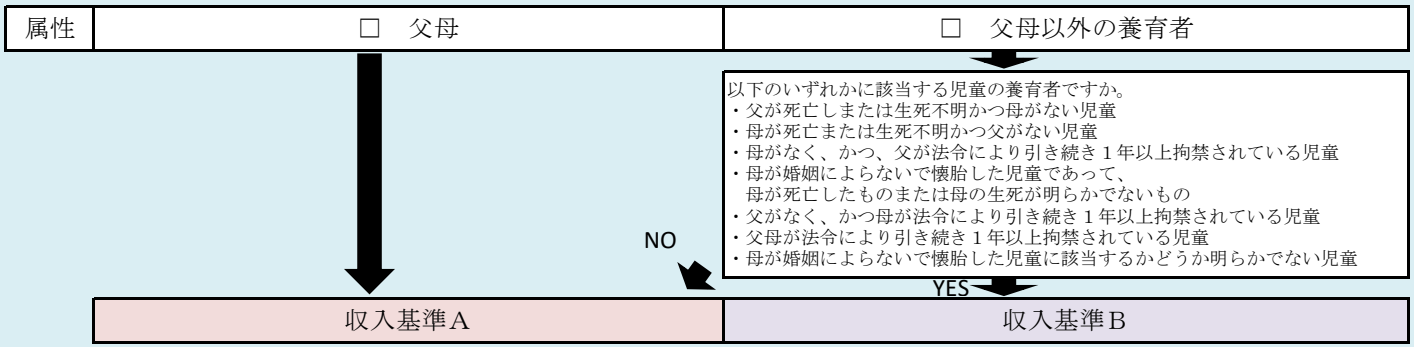 属性
□　父母
□　父母以外の養育者
以下のいずれかに該当する児童の養育者ですか。
・父が死亡しまたは生死不明かつ母がない児童
・母が死亡または生死不明かつ父がない児童
・母がなく、かつ、父が法令により引き続き１年以上拘禁されている児童
・母が婚姻によらないで懐胎した児童であって、
　母が死亡したものまたは母の生死が明らかでないもの
・父がなく、かつ母が法令により引き続き１年以上拘禁されている児童
・父母が法令により引き続き１年以上拘禁されている児童
・母が婚姻によらないで懐胎した児童に該当するかどうか明らかでない児童
NO
YES
収入基準Ａ
収入基準Ｂ